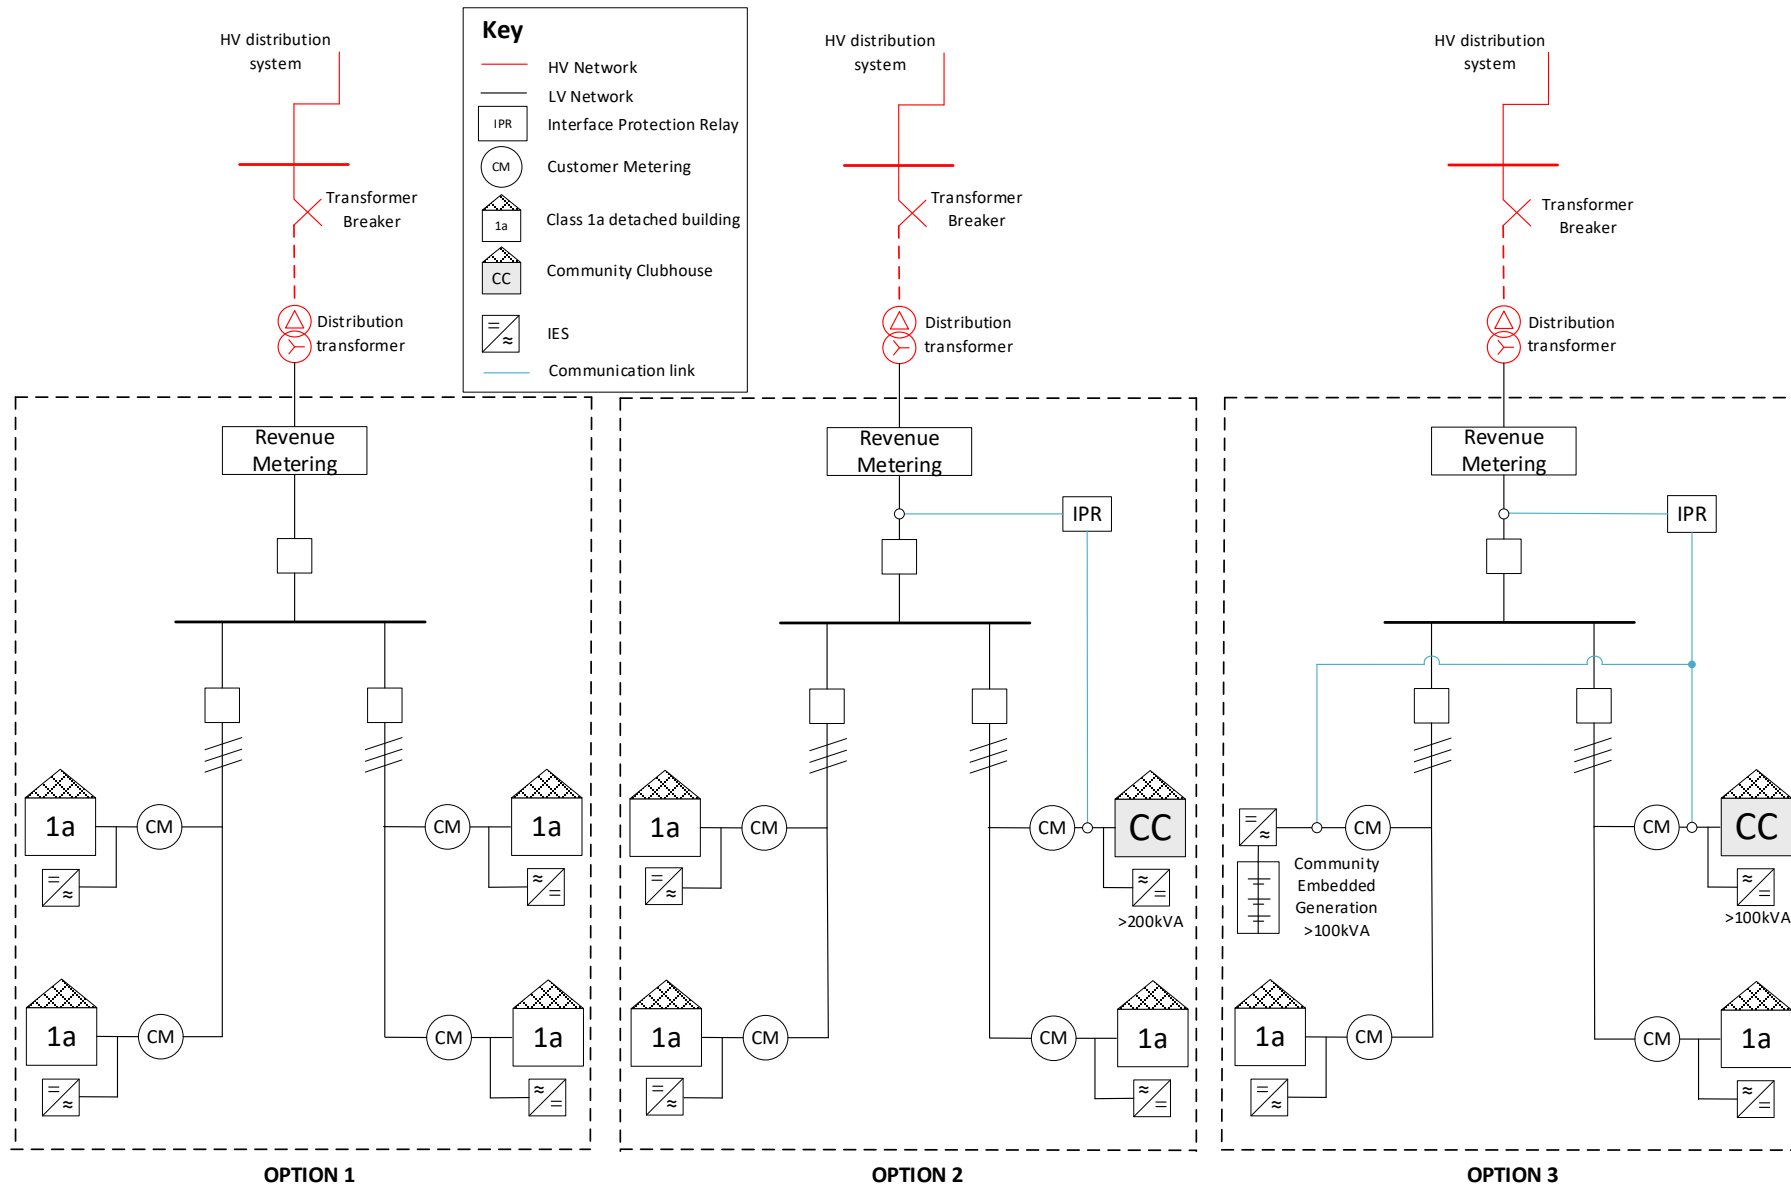 Key
HV Network
LV Network
IPR
Interface Protection Relay
CM
Customer Metering
1a
Class 1a detached building
CC
Community Clubhouse
IES
Communication link
HV distribution
system
Transformer
Breaker
Distribution
transformer
Revenue
Metering
1a
CM
CM
1a
1a
CM
CM
1a
OPTION 1
HV distribution
system
Transformer
Breaker
Distribution
transformer
Revenue
Metering
IPR
1a
CM
CM
CC
>200kVA
1a
CM
CM
1a
OPTION 2
HV distribution
system
Transformer
Breaker
Distribution
transformer
Revenue
Metering
IPR
CM
Community
Embedded
Generation
>100kVA
CM
CC
>100kVA
1a
CM
CM
1a
OPTION 3